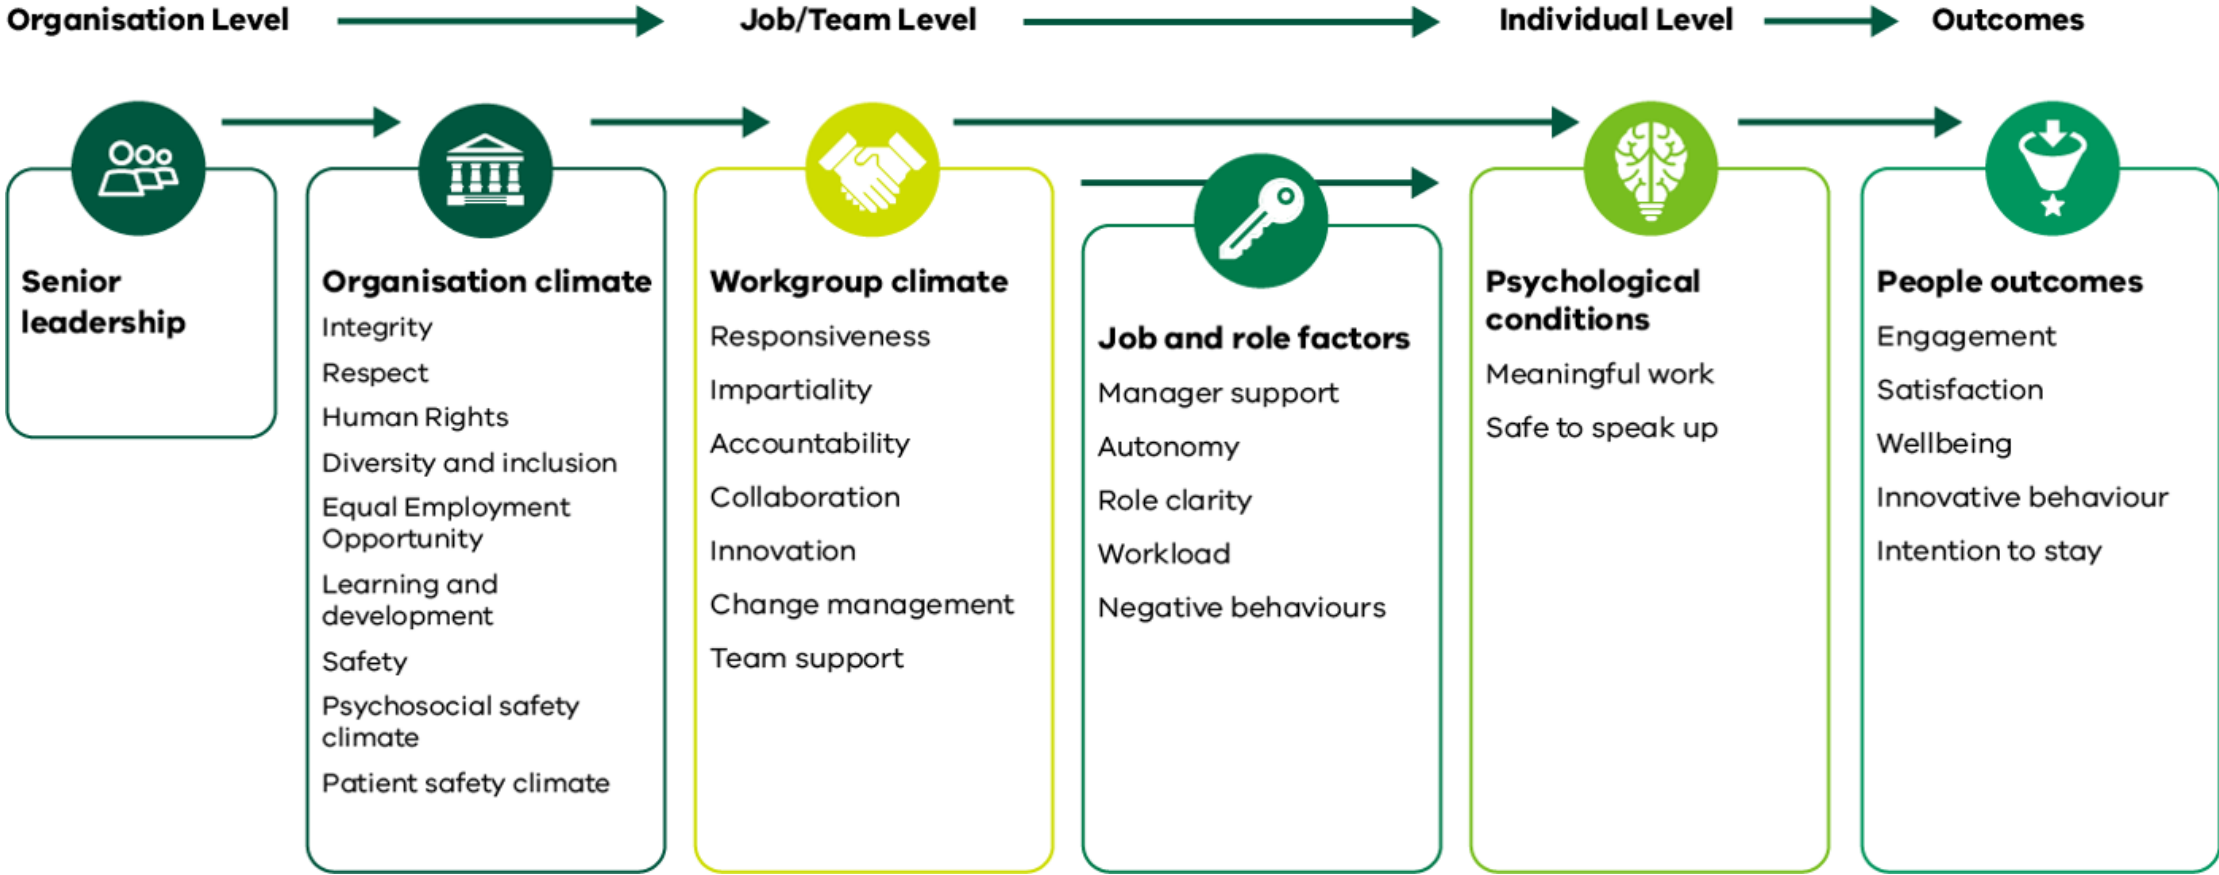 Organisation Level
Job/Team Level
Individual Level
Outcomes
Senior
leadership
Organisation climate
Integrity
Respect
Human Rights
Diversity and inclusion
Equal Employment
Opportunity
Learning and
development
Safety
Psychosocial safety
climate
Patient safety climate
Workgroup climate
Responsiveness
Impartiality
Accountability
Collaboration
Innovation
Change management
Team support
Job and role factors
Manager support
Autonomy
Role clarity
Workload
Negative behaviours
Psychological
conditions
Meaningful work
Safe to speak up
People outcomes
Engagement
Satisfaction
Wellbeing
Innovative behaviour
Intention to stay